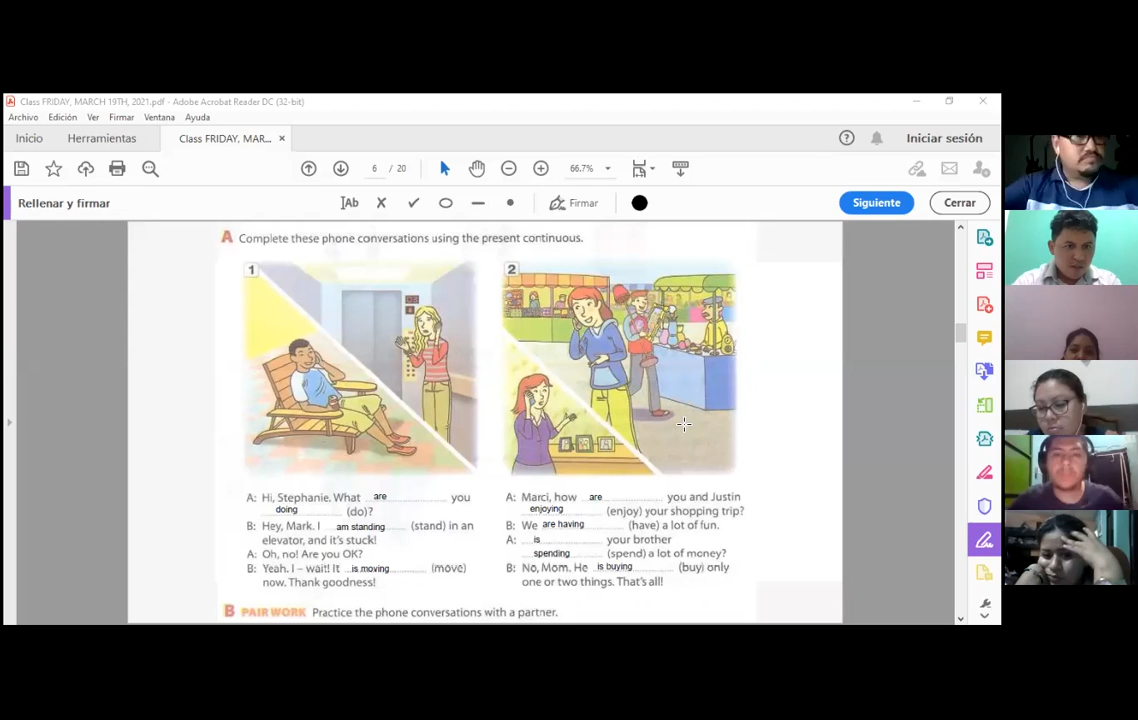 Class FRIDAY, MARCH 19TH, 2021.pdf - Adobe Acrobat Reader DC (32-bit)
Archivo Edición Ver Firmar Ventana Ayuda
Inicio Herramientas Class FRIDAY, MAR... × Iniciar sesión
6 / 20 66.7%
Rellenar y firmar Ab Firmar Siguiente Cerrar
A Complete these phone conversations using the present continuous.
1
A: Hi, Stephanie. What are you
doing (do)?
B: Hey, Mark. I am standing (stand) in an
elevator, and it's stuck!
A: Oh, no! Are you OK?
B: Yeah. I – wait! It is moving (move)
now. Thank goodness!
2
A: Marci, how are you and Justin
enjoying (enjoy) your shopping trip?
B: We are having (have) a lot of fun.
A: is your brother
spending (spend) a lot of money?
B: No, Mom. He is buying (buy) only
one or two things. That's all!
B PAIR WORK Practice the phone conversations with a partner.